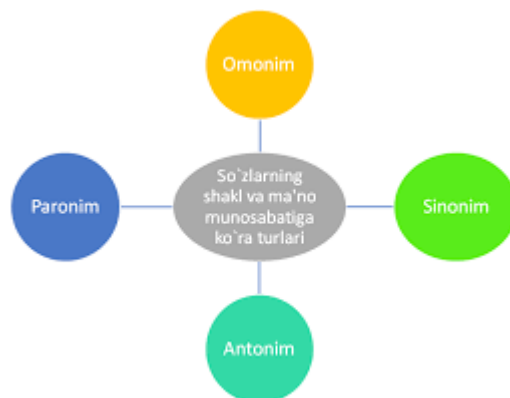 Omonim
Paronim
So`zlarning
shakl va ma'no
munosabatiga
ko`ra turlari
Sinonim
Antonim